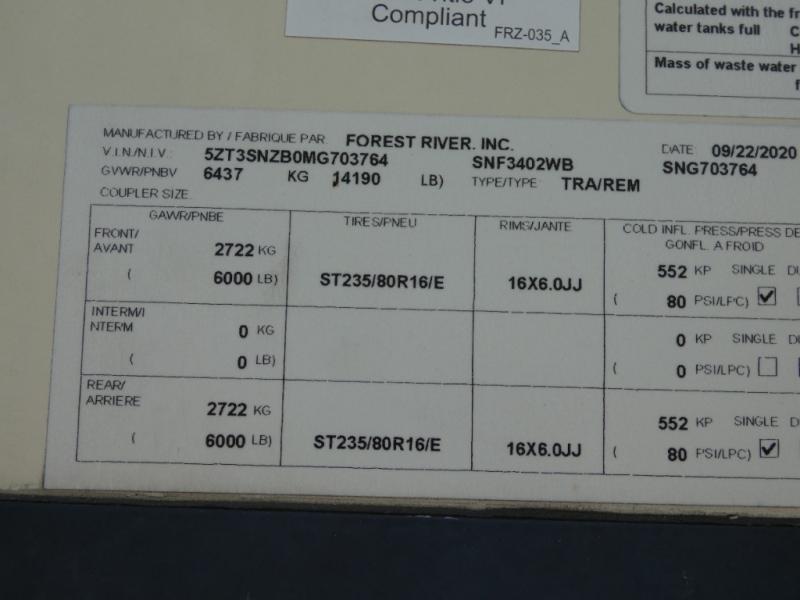 Compliant
FRZ-035_A
Calculated with the fr
water tanks full C
H
Mass of waste water
f
MANUFACTURED BY / FABRIQUE PAR FOREST RIVER. INC. DATE 09/22/2020
V.I.N./N.I.V.: 5ZT3SNZB0MG703764 SNF3402WB SNG703764
GVWR/PNBV 6437 KG 14190 LB) TYPE/TYPE: TRA/REM
COUPLER SIZE
GAWR/PNBE TIRES/PNEU RIMS/JANTE COLD INFL. PRESS/PRESS DE
GONFL. A FROID
FRONT/
AVANT 2722 KG 552 KP SINGLE DU
( 6000 LB) ST235/80R16/E 16X6.0JJ ( 80 PSI/LPC)
INTERM/I
NTERM 0 KG 0 KP SINGLE DU
( 0 LB) ( 0 PSI/LPC)
REAR/
ARRIERE 2722 KG 552 KP SINGLE D
( 6000 LB) ST235/80R16/E 16X6.0JJ ( 80 PSI/LPC)